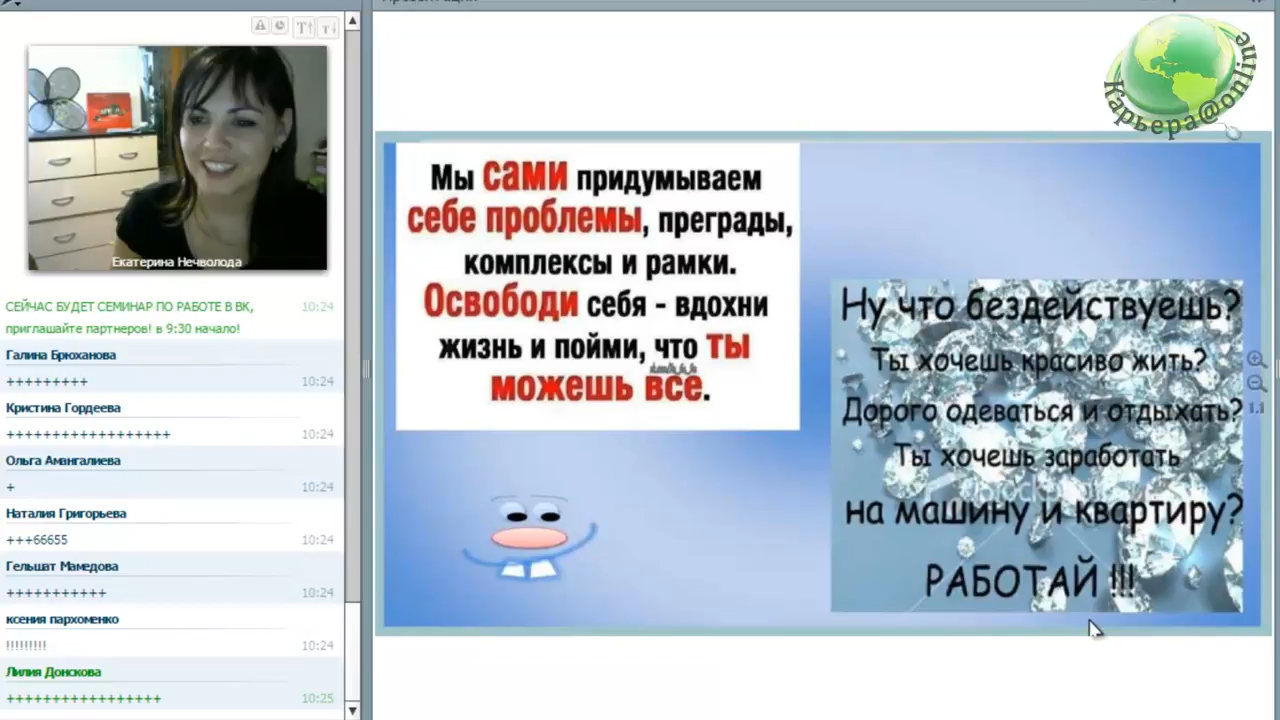 Екатерина Нечволода
СЕЙЧАС БУДЕТ СЕМИНАР ПО РАБОТЕ В ВК, 10:24
приглашайте партнеров! в 9:30 начало!
Галина Брюханова
+++++++++ 10:24
Кристина Гордеева
++++++++++++++++++ 10:24
Ольга Амангалиева
+ 10:24
Наталия Григорьева
+++66655 10:24
Гельшат Мамедова
+++++++++++ 10:24
ксения пархоменко
!!!!!!!!! 10:24
Лилия Донскова
+++++++++++++++++ 10:25
Карьера@online
Мы сами придумываем
себе проблемы, преграды,
комплексы и рамки.
Освободи себя - вдохни
жизнь и пойми, что ты
можешь все.
Ну что бездействуешь?
Ты хочешь красиво жить?
Дорого одеваться и отдыхать?
Ты хочешь заработать
на машину и квартиру?
РАБОТАЙ !!!
1:1